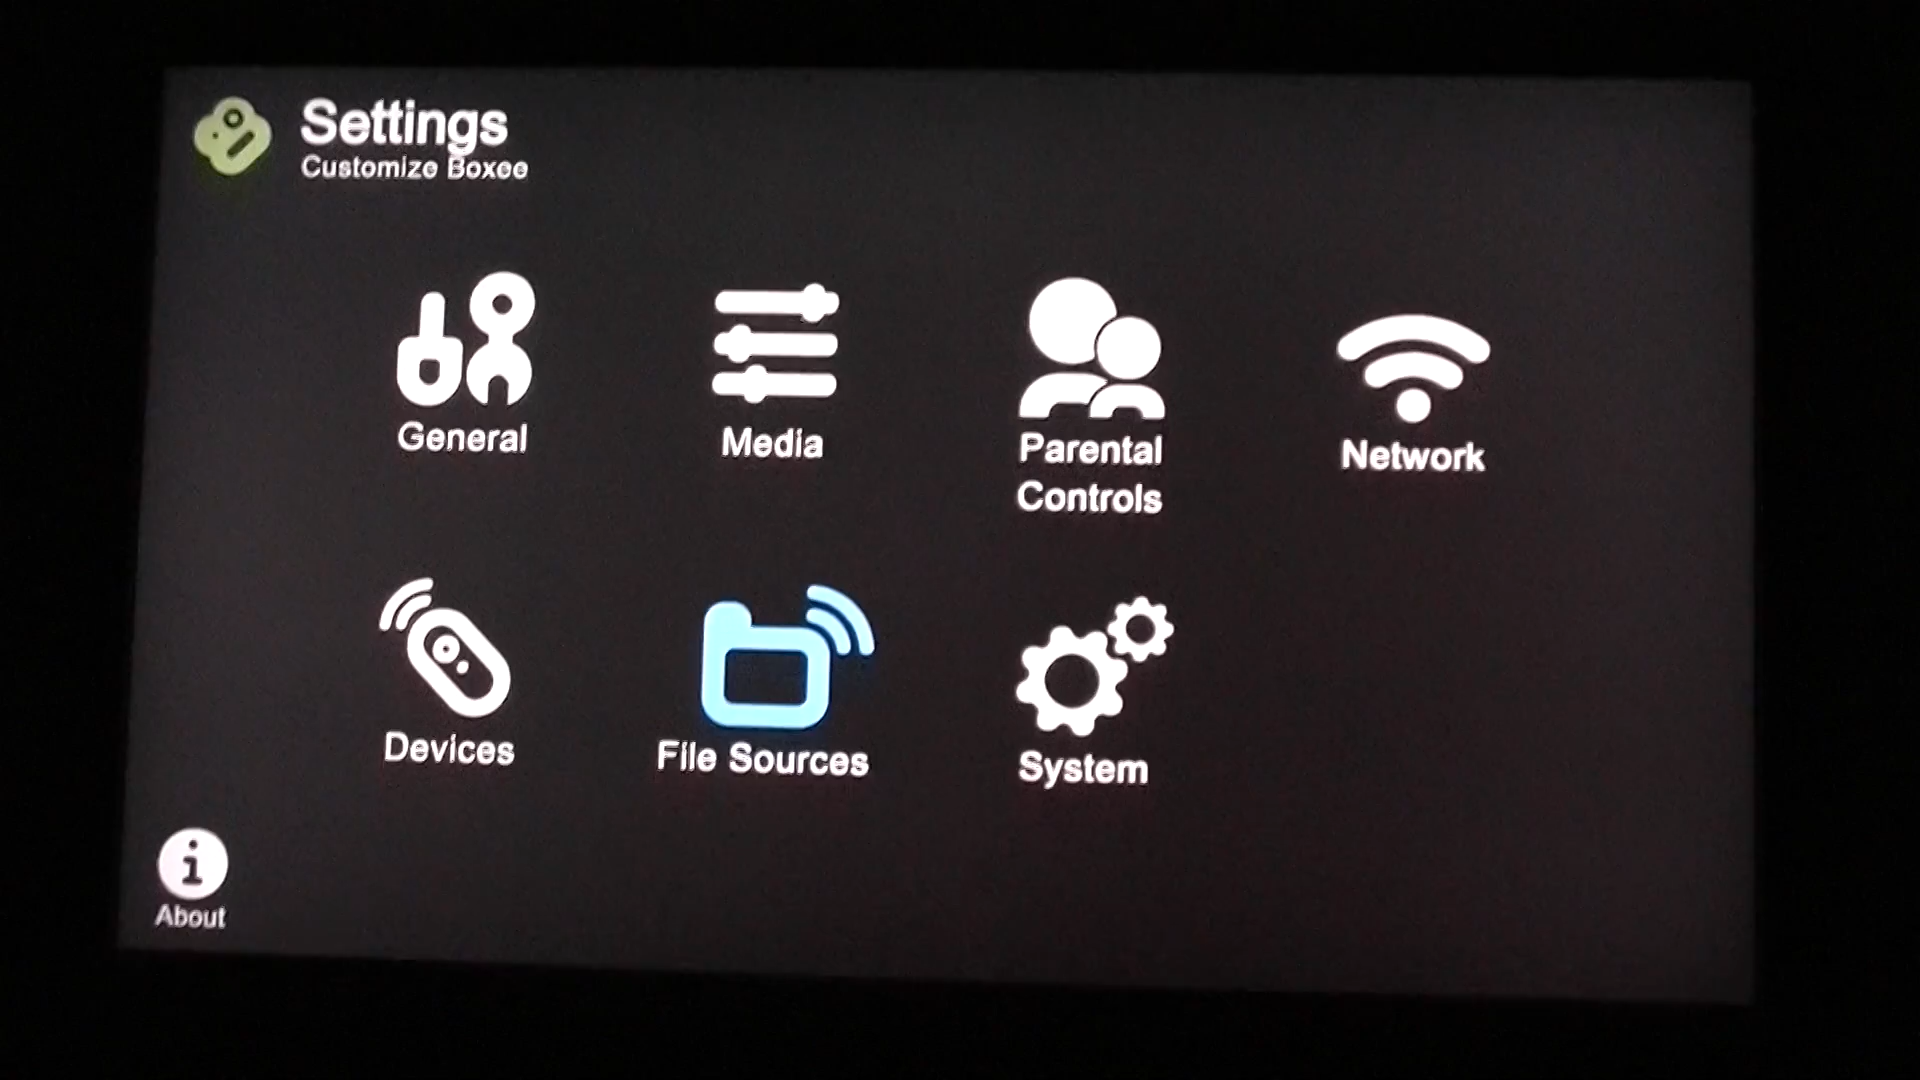 Settings
Customize Boxee
General
Media
Parental
Controls
Network
Devices
File Sources
System
i
About